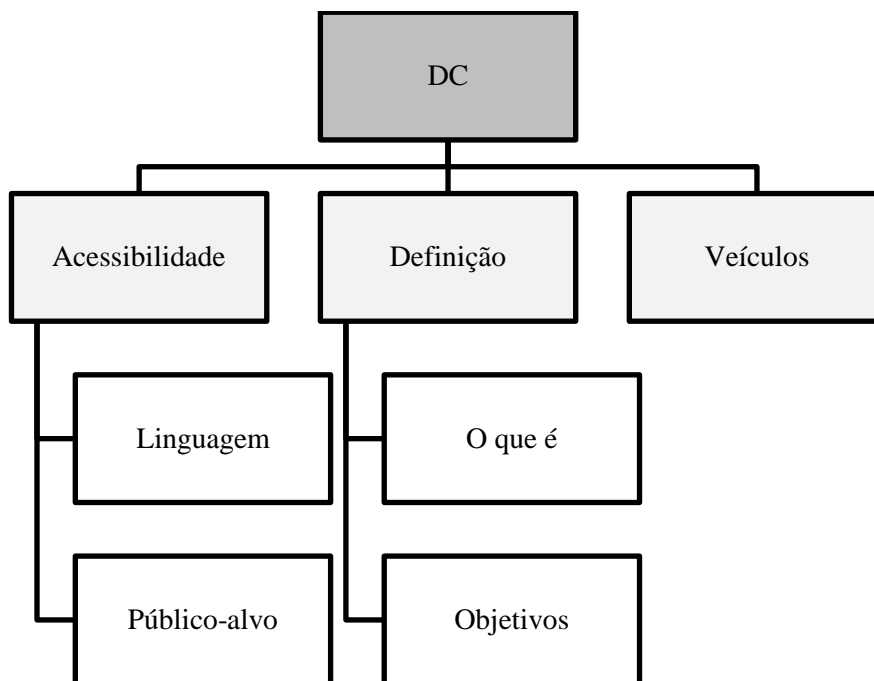 DC
Acessibilidade
Definição
Veículos
Linguagem
O que é
Público-alvo
Objetivos